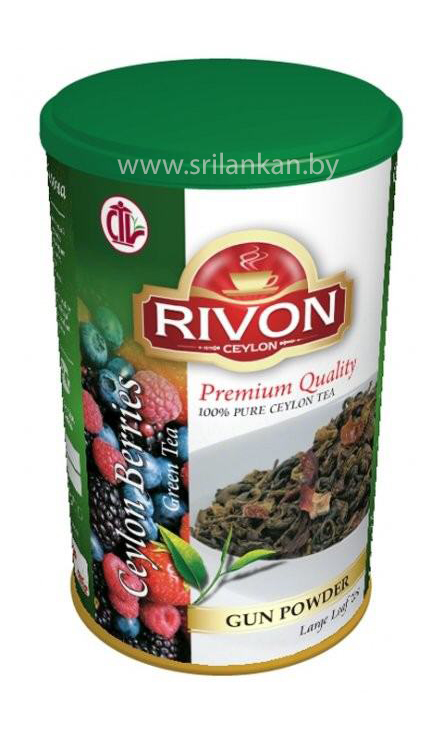 www.srilankan.by
CTL
RIVON
CEYLON
Premium Quality
100% PURE CEYLON TEA
Ceylon Berries
Green Tea
GUN POWDER
Large Leaf